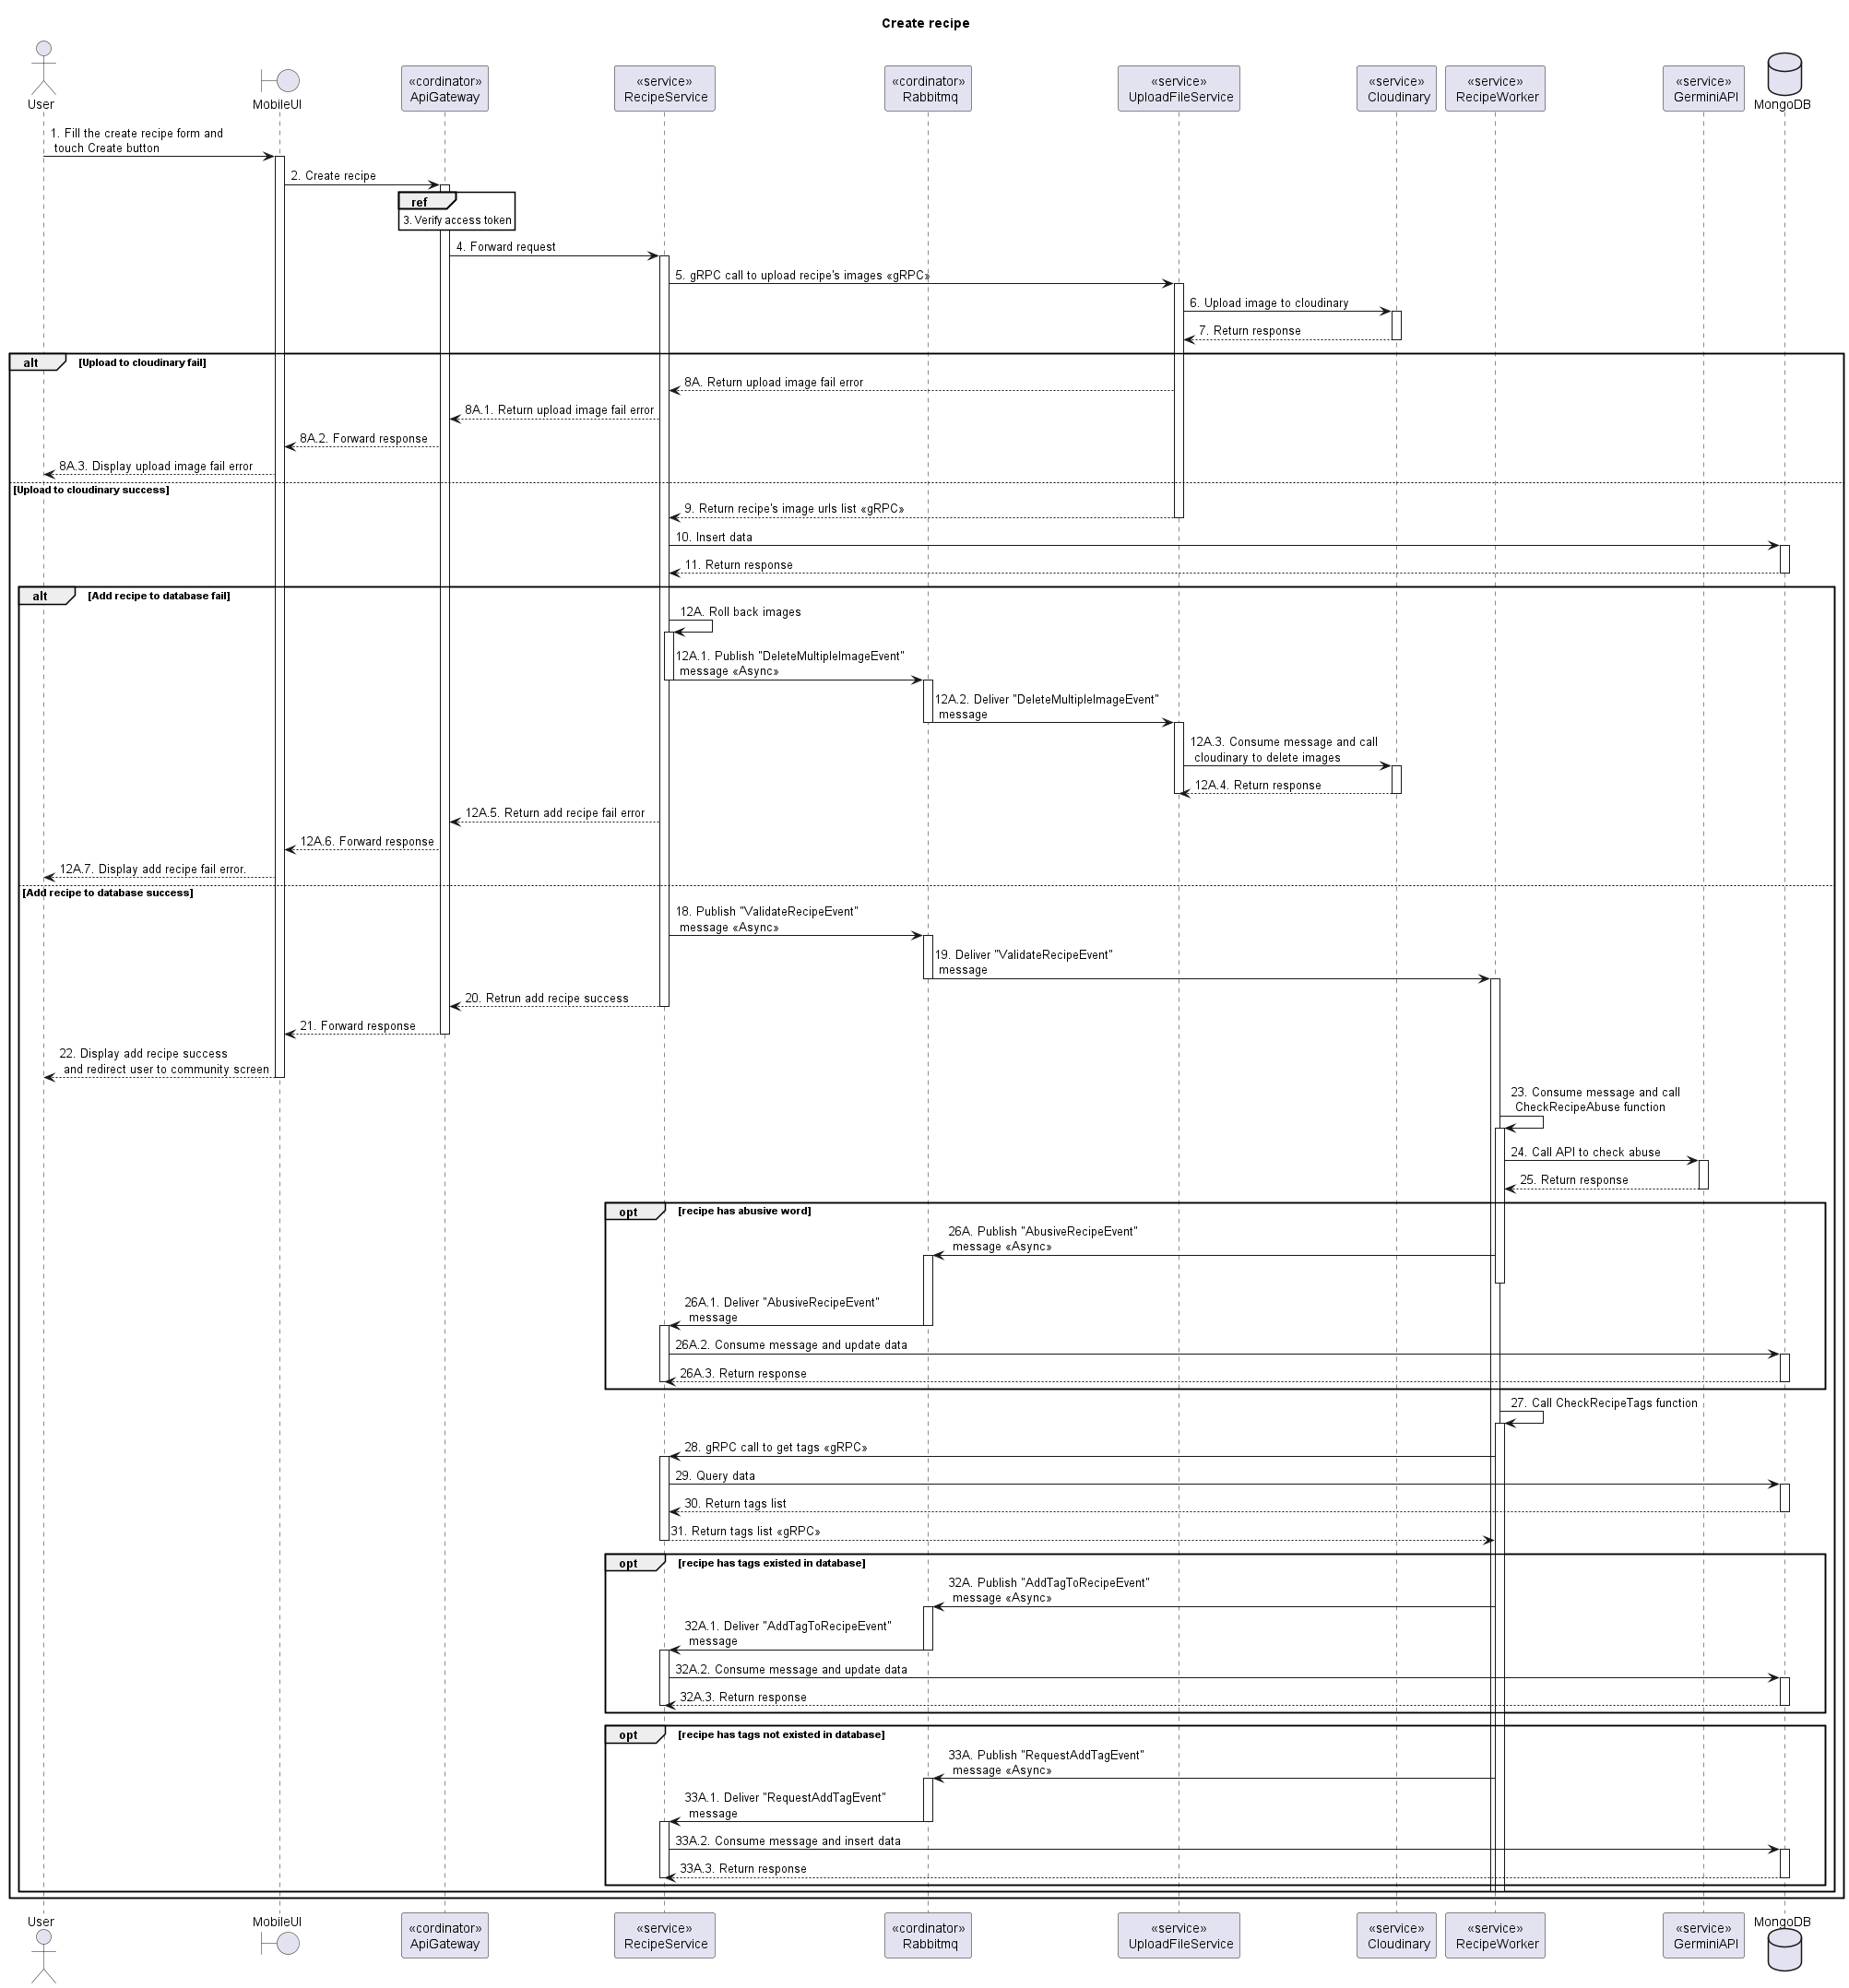 Create recipe
User
MobileUI
«cordinator»
ApiGateway
«service»
RecipeService
«cordinator»
Rabbitmq
«service»
UploadFileService
«service»
Cloudinary
«service»
RecipeWorker
«service»
GerminiAPI
MongoDB
1. Fill the create recipe form and
touch Create button
2. Create recipe
ref
3. Verify access token
4. Forward request
5. gRPC call to upload recipe's images «gRPC»
6. Upload image to cloudinary
7. Return response
alt [Upload to cloudinary fail]
8A. Return upload image fail error
8A.1. Return upload image fail error
8A.2. Forward response
8A.3. Display upload image fail error
[Upload to cloudinary success]
9. Return recipe's image urls list «gRPC»
10. Insert data
11. Return response
alt [Add recipe to database fail]
12A. Roll back images
12A.1. Publish "DeleteMultipleImageEvent"
message «Async»
12A.2. Deliver "DeleteMultipleImageEvent"
message
12A.3. Consume message and call
cloudinary to delete images
12A.4. Return response
12A.5. Return add recipe fail error
12A.6. Forward response
12A.7. Display add recipe fail error.
[Add recipe to database success]
18. Publish "ValidateRecipeEvent"
message «Async»
19. Deliver "ValidateRecipeEvent"
message
20. Retrun add recipe success
21. Forward response
22. Display add recipe success
and redirect user to community screen
23. Consume message and call
CheckRecipeAbuse function
24. Call API to check abuse
25. Return response
opt [recipe has abusive word]
26A. Publish "AbusiveRecipeEvent"
message «Async»
26A.1. Deliver "AbusiveRecipeEvent"
message
26A.2. Consume message and update data
26A.3. Return response
27. Call CheckRecipeTags function
28. gRPC call to get tags «gRPC»
29. Query data
30. Return tags list
31. Return tags list «gRPC»
opt [recipe has tags existed in database]
32A. Publish "AddTagToRecipeEvent"
message «Async»
32A.1. Deliver "AddTagToRecipeEvent"
message
32A.2. Consume message and update data
32A.3. Return response
opt [recipe has tags not existed in database]
33A. Publish "RequestAddTagEvent"
message «Async»
33A.1. Deliver "RequestAddTagEvent"
message
33A.2. Consume message and insert data
33A.3. Return response
User
MobileUI
«cordinator»
ApiGateway
«service»
RecipeService
«cordinator»
Rabbitmq
«service»
UploadFileService
«service»
Cloudinary
«service»
RecipeWorker
«service»
GerminiAPI
MongoDB